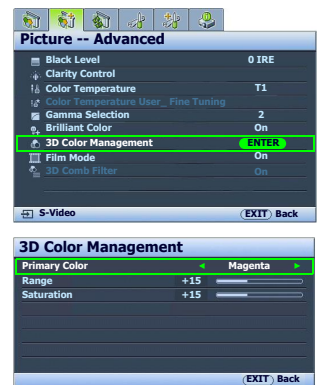 Picture -- Advanced
Black Level 0 IRE
Clarity Control
Color Temperature T1
Color Temperature User_ Fine Tuning
Gamma Selection 2
Brilliant Color On
3D Color Management ENTER
Film Mode On
3D Comb Filter On
S-Video EXIT Back
3D Color Management
Primary Color Magenta
Range +15
Saturation +15
EXIT Back